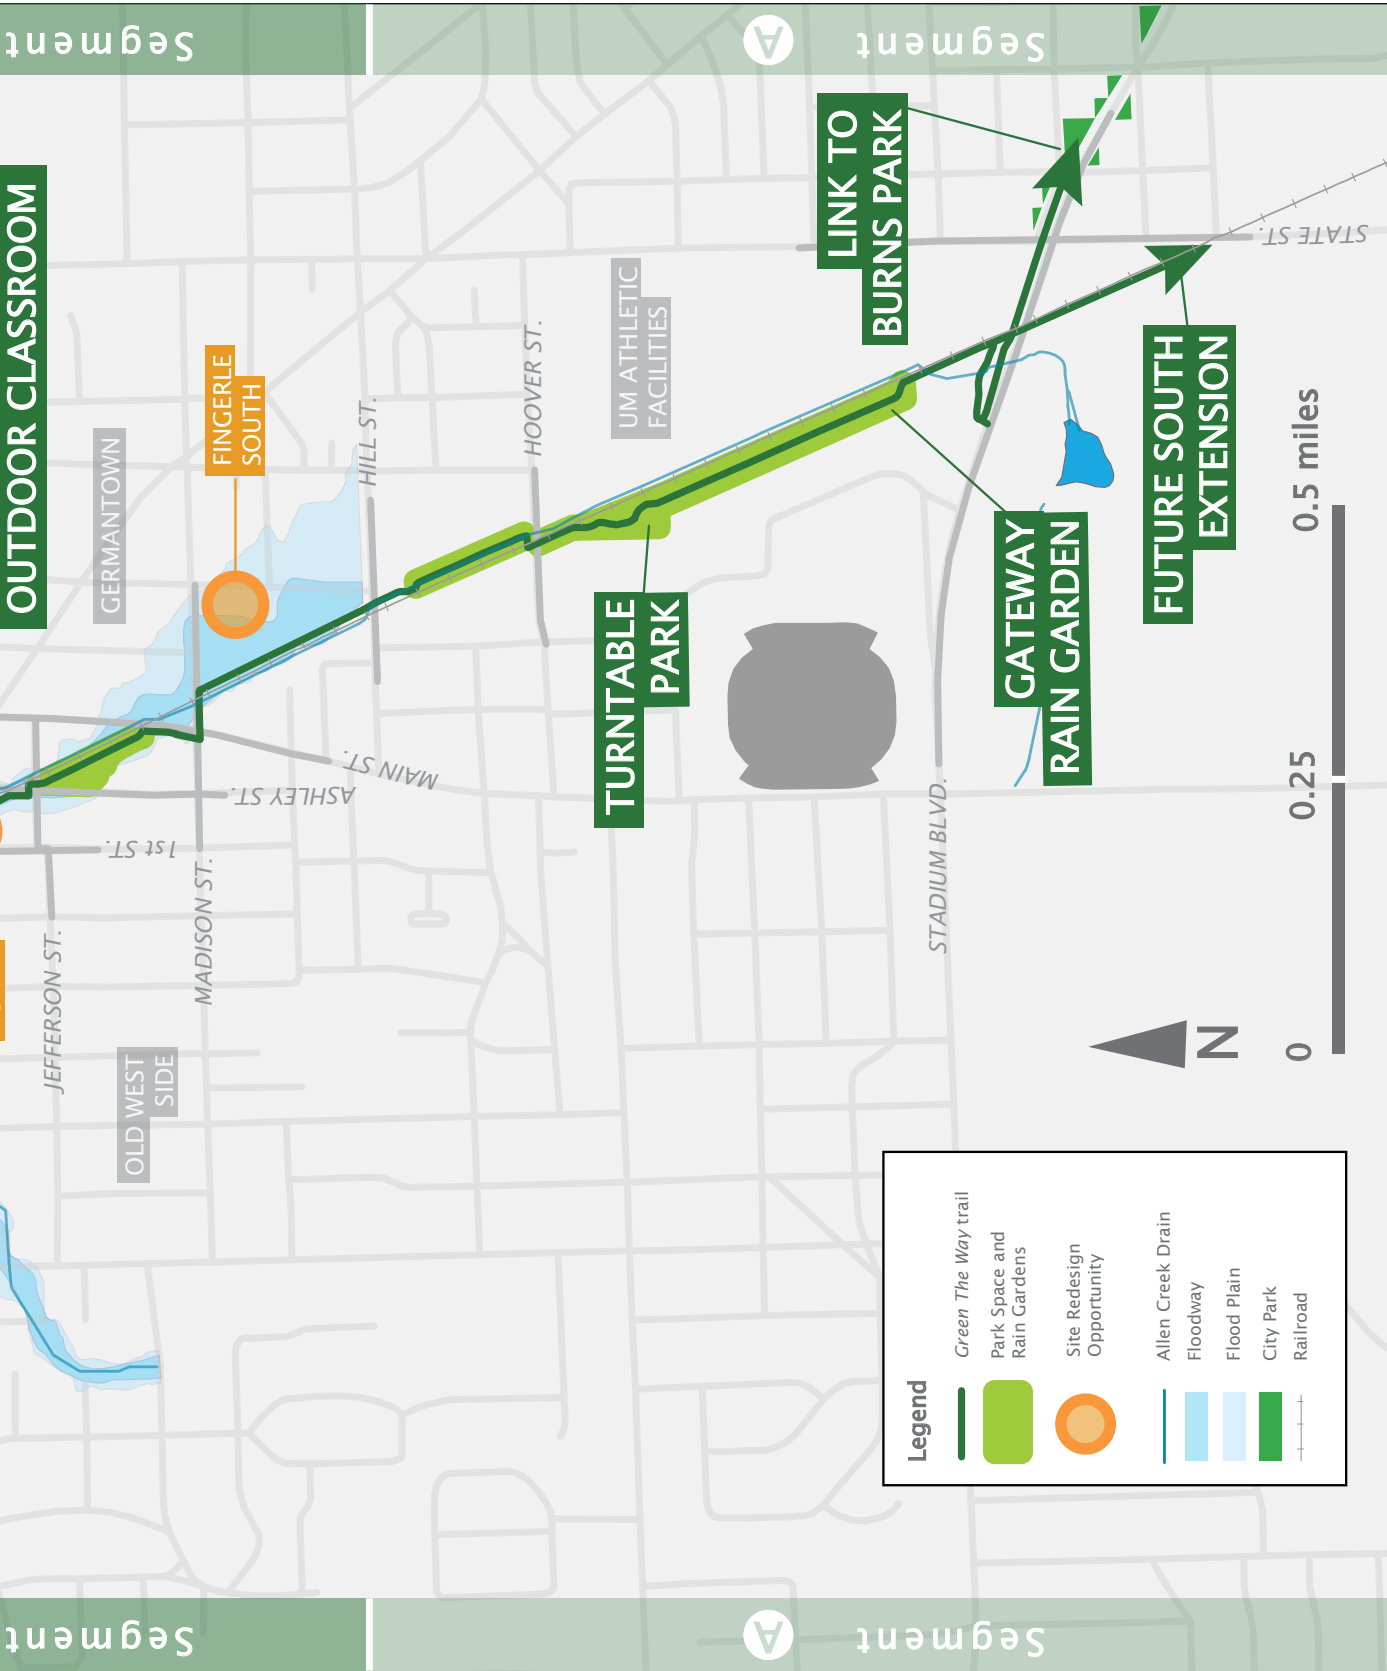 Segment
A
Segment
OUTDOOR CLASSROOM
LINK TO
BURNS PARK
STATE ST.
FINGERLE
SOUTH
GERMANTOWN
HILL ST.
HOOVER ST.
UM ATHLETIC
FACILITIES
FUTURE SOUTH
EXTENSION
GATEWAY
RAIN GARDEN
TURNTABLE
PARK
MAIN ST.
ASHLEY ST.
1st ST.
MADISON ST.
JEFFERSON ST.
STADIUM BLVD.
OLD WEST
SIDE
0
0.25
0.5 miles
N
Legend
Green The Way trail
Park Space and
Rain Gardens
Site Redesign
Opportunity
Allen Creek Drain
Floodway
Flood Plain
City Park
Railroad
Segment
A
Segment